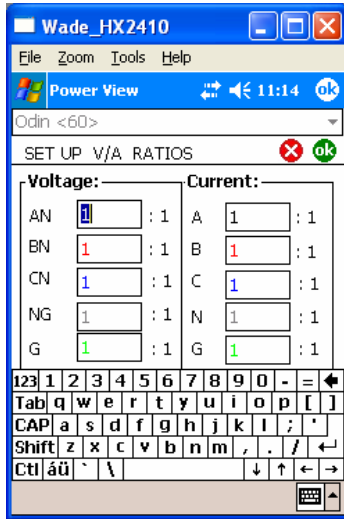 Wade_HX2410
File Zoom Tools Help
Power View 11:14 ok
Odin <60>
SET UP V/A RATIOS ok
Voltage: Current:
AN 1 : 1 A 1 : 1
BN 1 : 1 B 1 : 1
CN 1 : 1 C 1 : 1
NG 1 : 1 N 1 : 1
G 1 : 1 G 1 : 1
123 1 2 3 4 5 6 7 8 9 0 - =
Tab q w e r t y u i o p [ ]
CAP a s d f g h j k l ; '
Shift z x c v b n m , . /
Ctl áü ` \